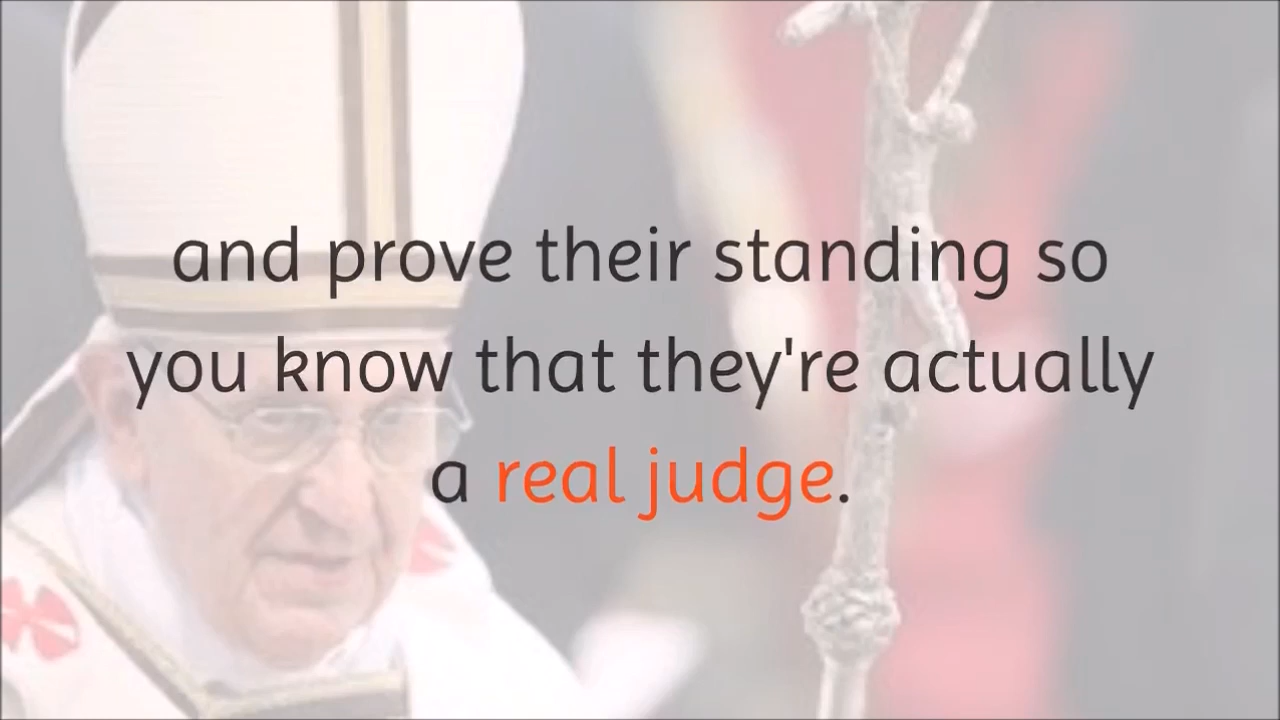 and prove their standing so
you know that they're actually
a real judge.